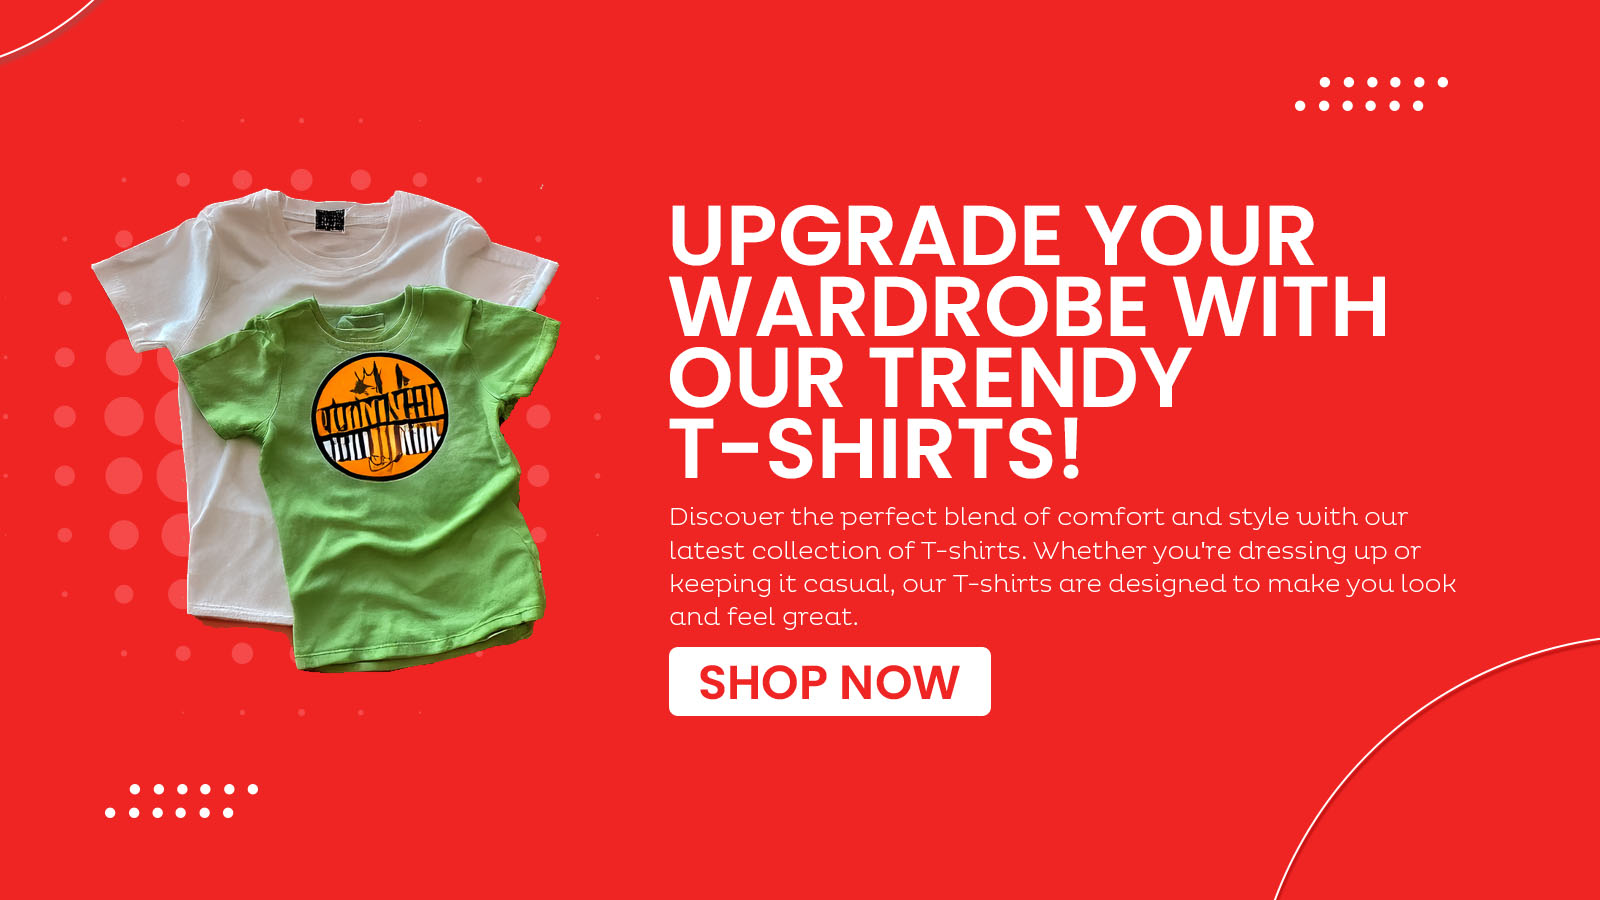 UPGRADE YOUR
WARDROBE WITH
OUR TRENDY
T-SHIRTS!
Discover the perfect blend of comfort and style with our
latest collection of T-shirts. Whether you're dressing up or
keeping it casual, our T-shirts are designed to make you look
and feel great.
SHOP NOW